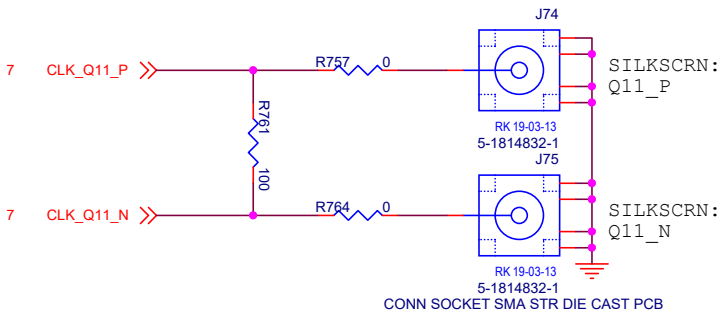 J74
7 CLK_Q11_P
R757 0
SILKSCRN:
Q11_P
R761
100
RK 19-03-13
5-1814832-1
J75
7 CLK_Q11_N
R764 0
SILKSCRN:
Q11_N
RK 19-03-13
5-1814832-1
CONN SOCKET SMA STR DIE CAST PCB